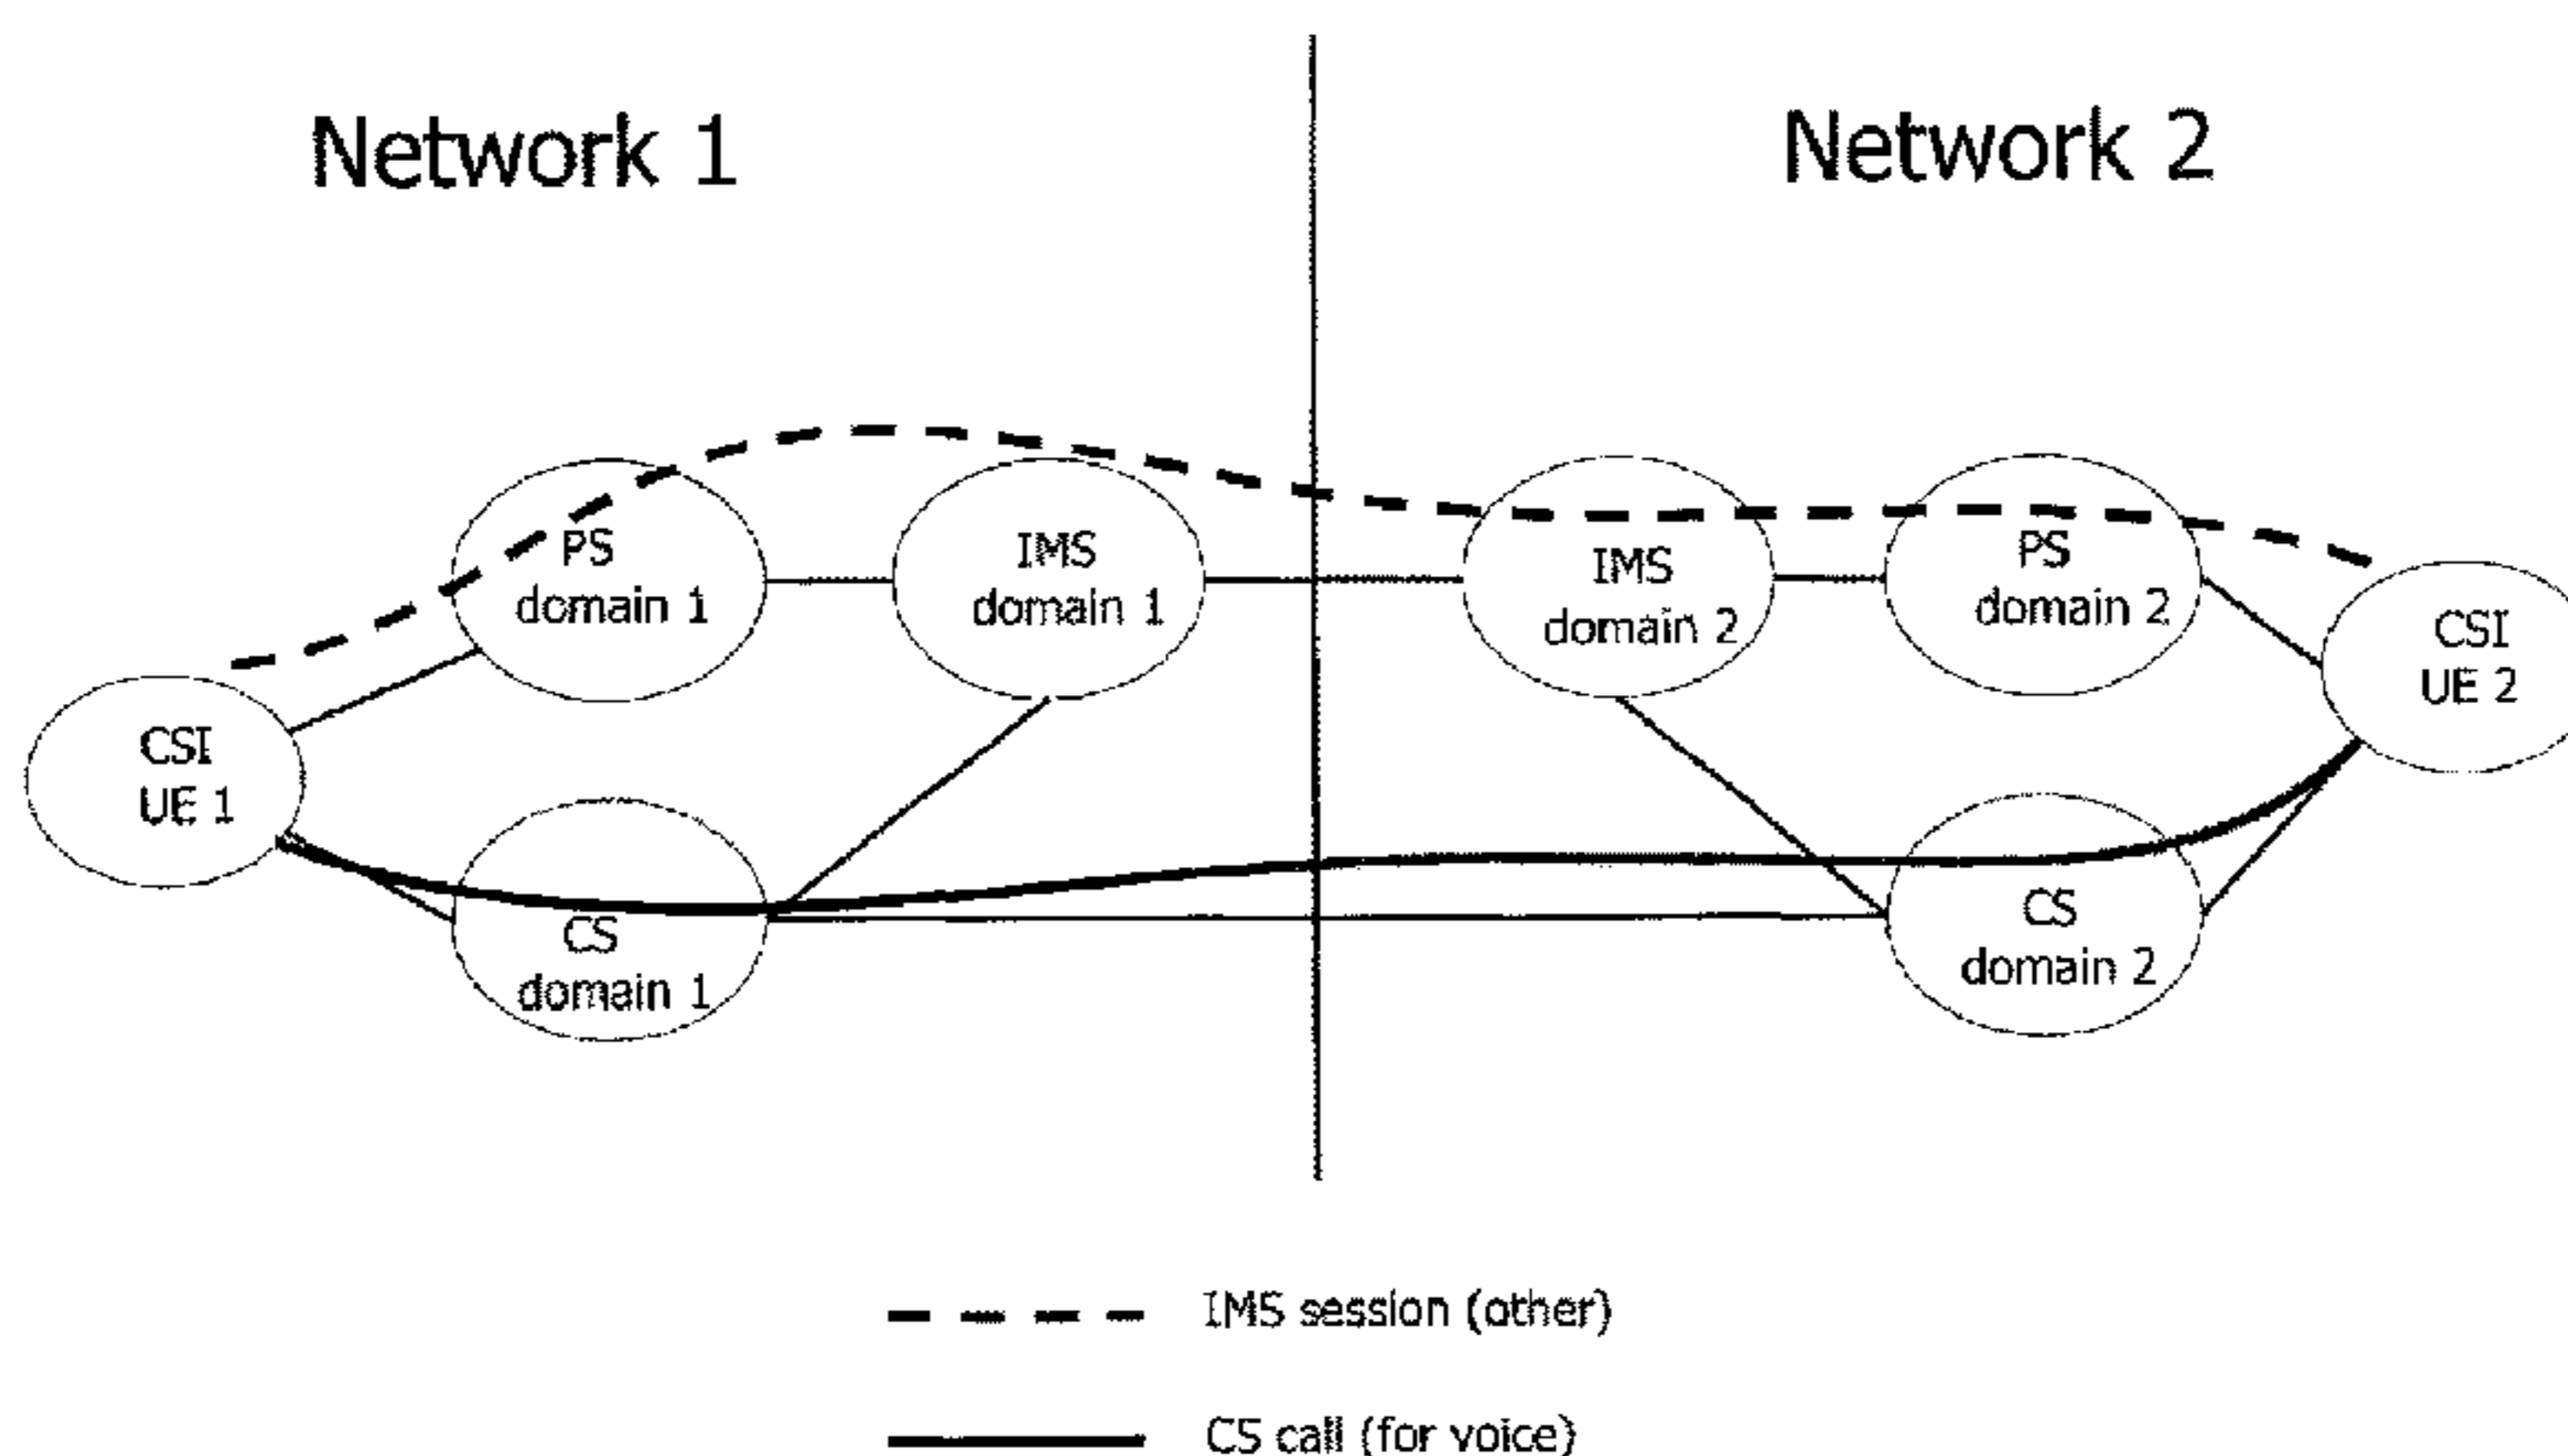 Network 1
Network 2
PS
domain 1
IMS
domain 1
IMS
domain 2
PS
domain 2
CSI
UE 1
CSI
UE 2
CS
domain 1
CS
domain 2
IMS session (other)
CS call (for voice)